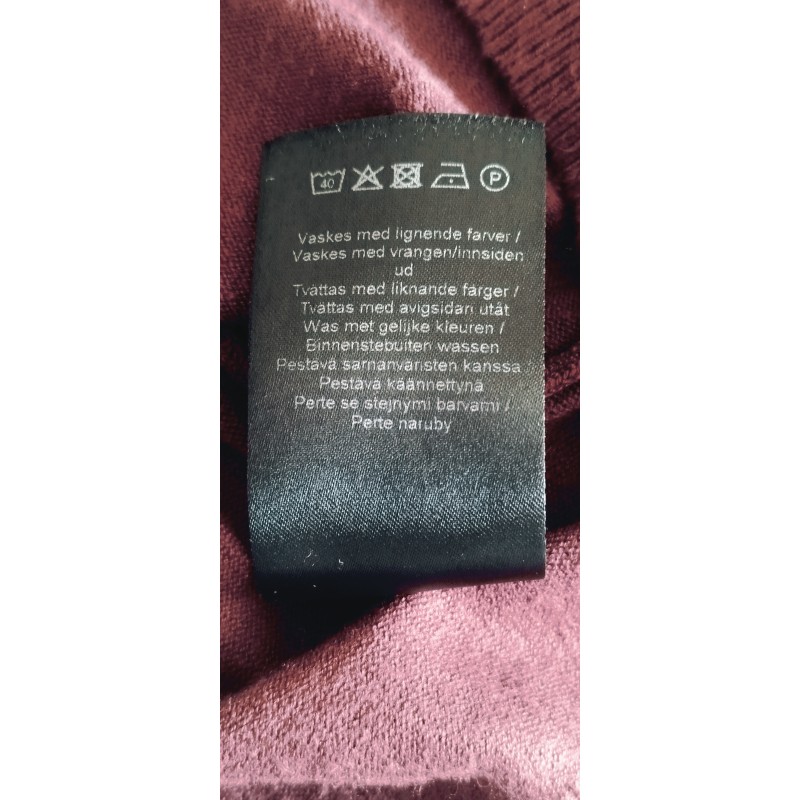 40 P
Vaskes med lignende farver /
Vaskes med vrangen/innsiden
ud
Tvättas med liknande färger /
Tvättas med avigsidan utåt
Was met gelijke kleuren /
Binnenstebuiten wassen
Pestävä samanväristen kanssa /
Pestävä käännettynä
Perte se stejnými barvami /
Perte naruby